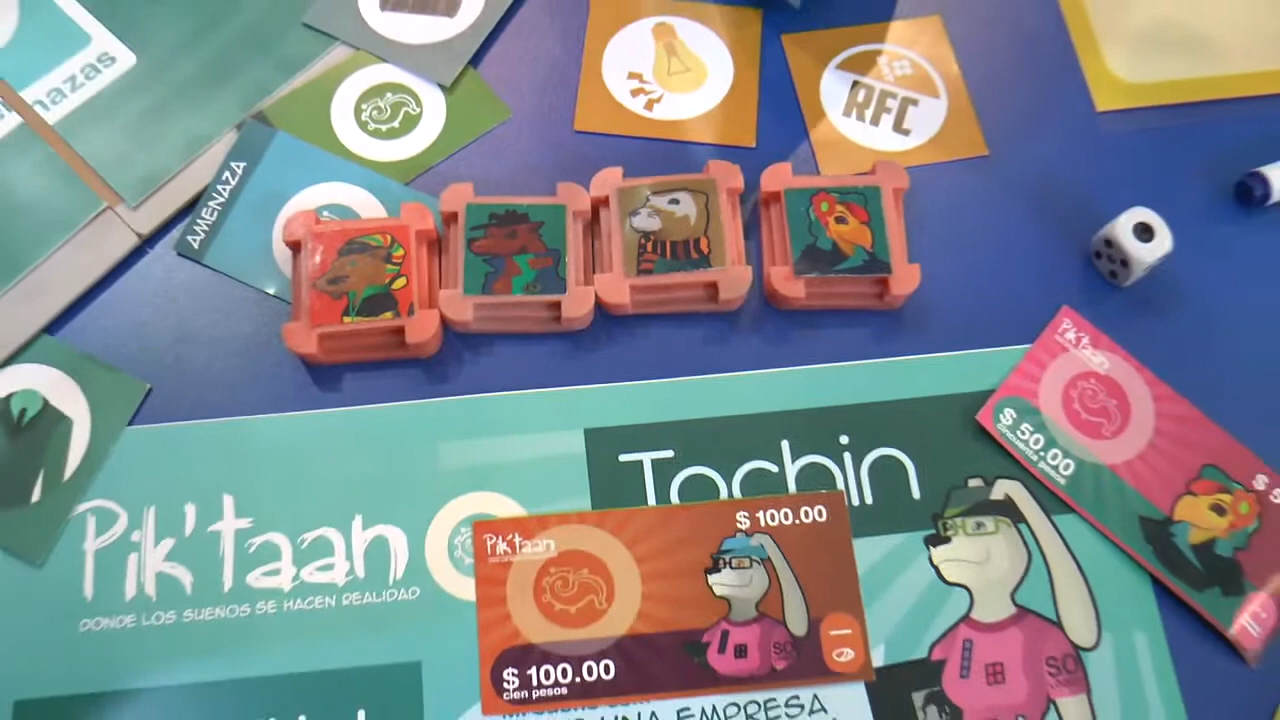 AMENAZA
RFC
Pik'taan
$ 50.00
cincuenta pesos
Tochin
Pik'taan
DONDE LOS SUEÑOS SE HACEN REALIDAD
Pik'taan
$ 100.00
$ 100.00
cien pesos
SO
UNA EMPRESA